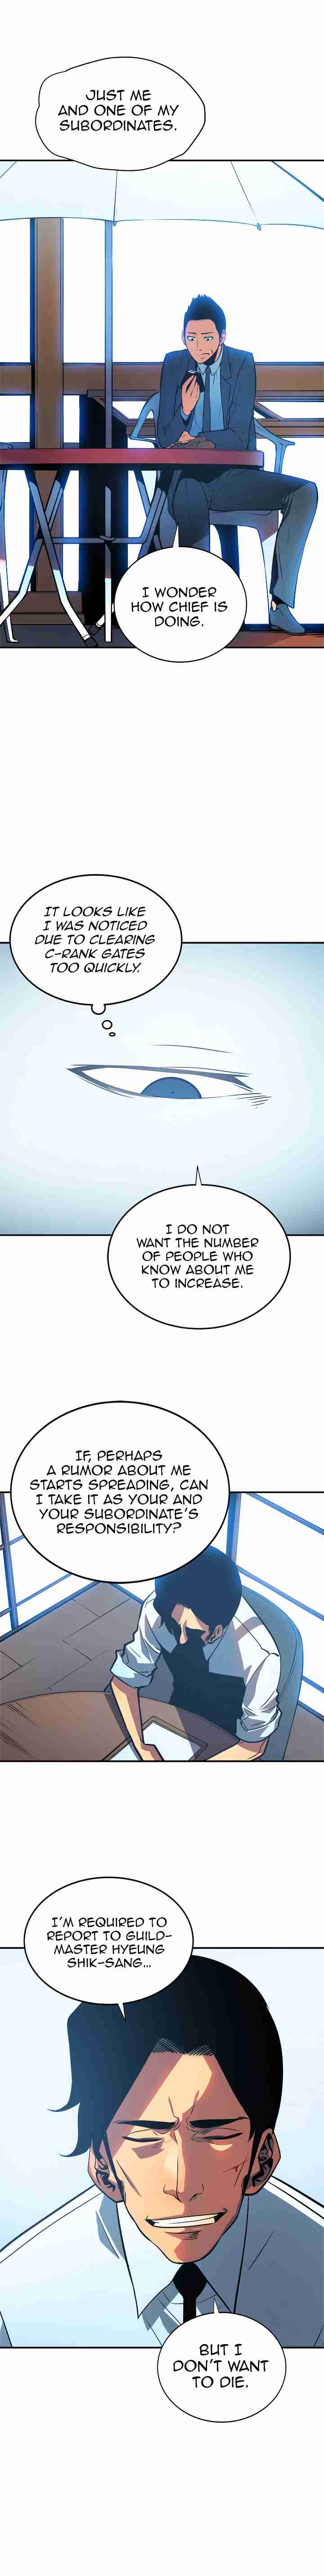 JUST ME
AND ONE OF MY
SUBORDINATES.
I WONDER
HOW CHIEF IS
DOING.
IT LOOKS LIKE
I WAS NOTICED
DUE TO CLEARING
C-RANK GATES
TOO QUICKLY.
I DO NOT
WANT THE NUMBER
OF PEOPLE WHO
KNOW ABOUT ME
TO INCREASE.
IF, PERHAPS
A RUMOR ABOUT ME
STARTS SPREADING, CAN
I TAKE IT AS YOUR AND
YOUR SUBORDINATE'S
RESPONSIBILITY?
I'M REQUIRED TO
REPORT TO GUILD-
MASTER HYEUNG
SHIK-SANG...
BUT I
DON'T WANT
TO DIE.